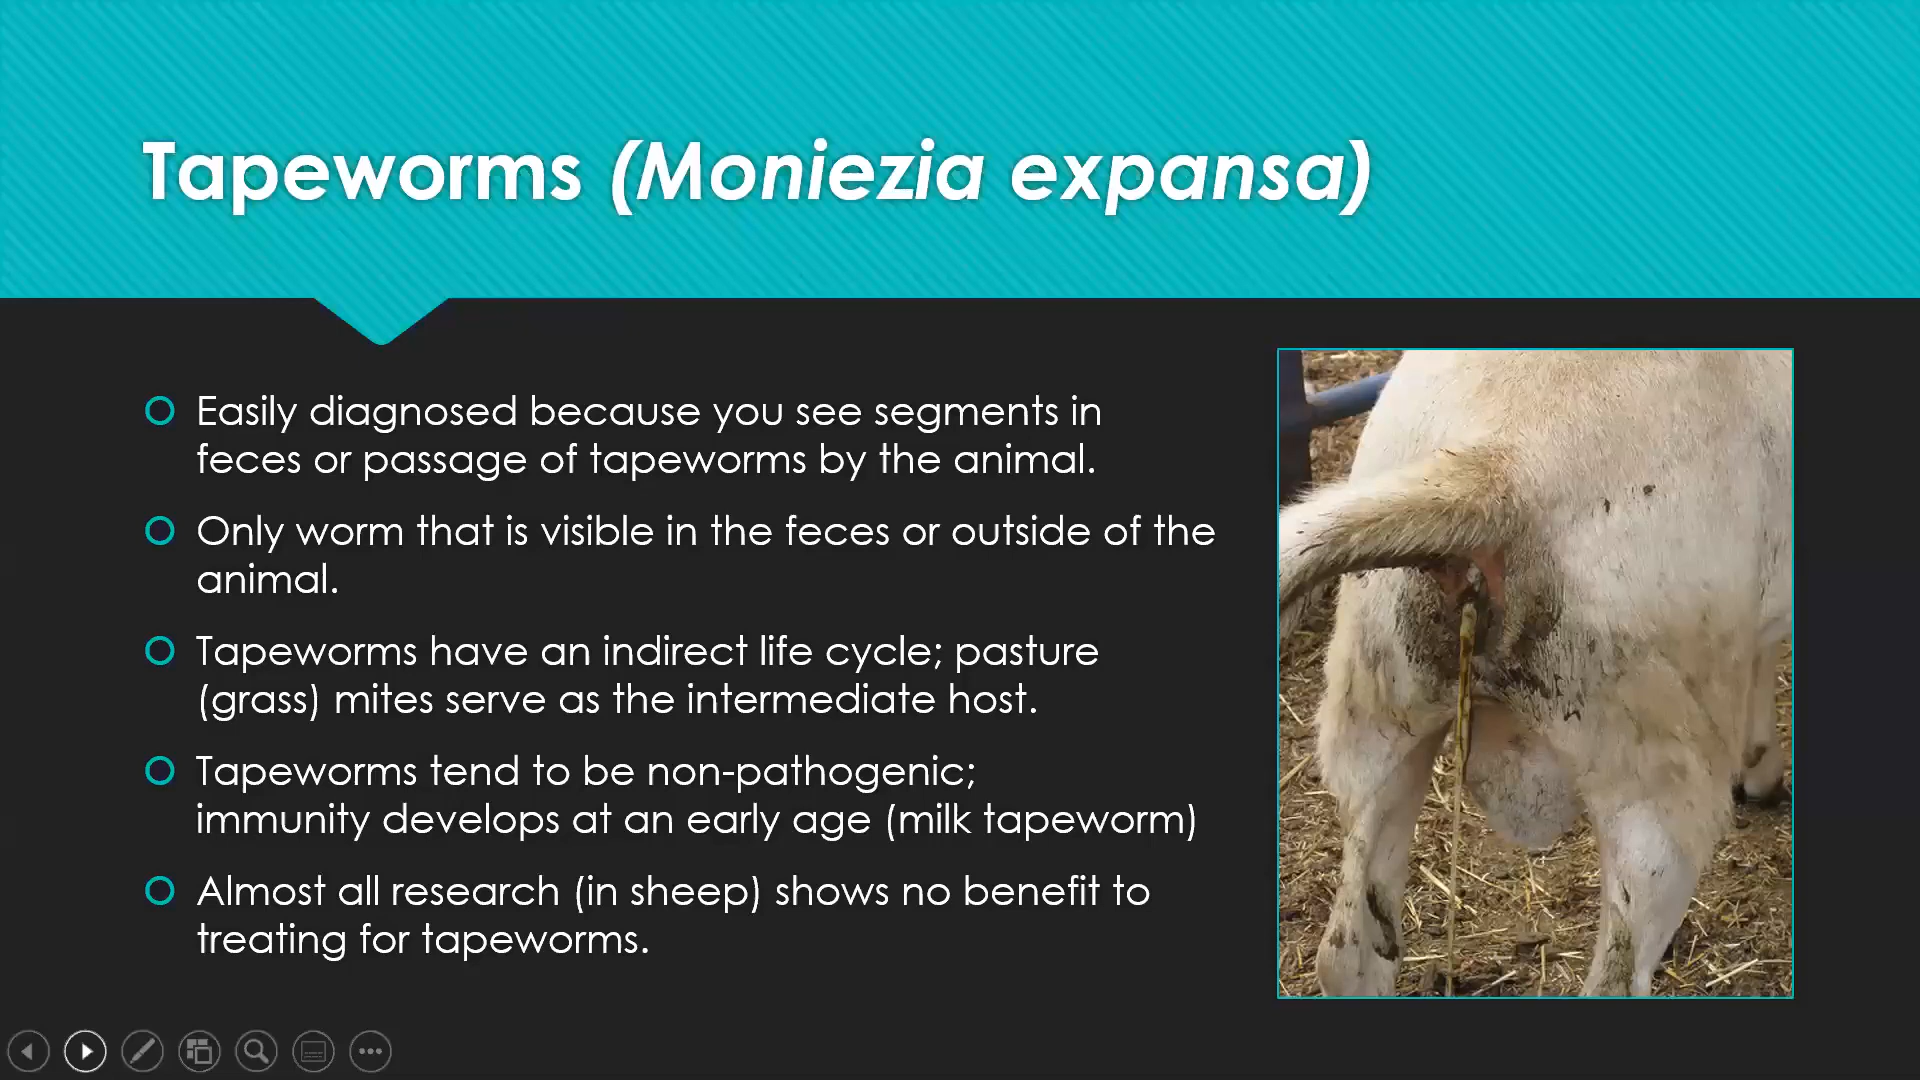 Tapeworms (Moniezia expansa)
Easily diagnosed because you see segments in
feces or passage of tapeworms by the animal.
Only worm that is visible in the feces or outside of the
animal.
Tapeworms have an indirect life cycle; pasture
(grass) mites serve as the intermediate host.
Tapeworms tend to be non-pathogenic;
immunity develops at an early age (milk tapeworm)
Almost all research (in sheep) shows no benefit to
treating for tapeworms.